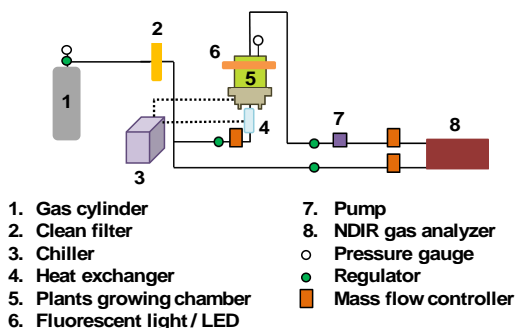 2
6
5
1
7
8
4
3
1. Gas cylinder
2. Clean filter
3. Chiller
4. Heat exchanger
5. Plants growing chamber
6. Fluorescent light / LED
7. Pump
8. NDIR gas analyzer
Pressure gauge
Regulator
Mass flow controller